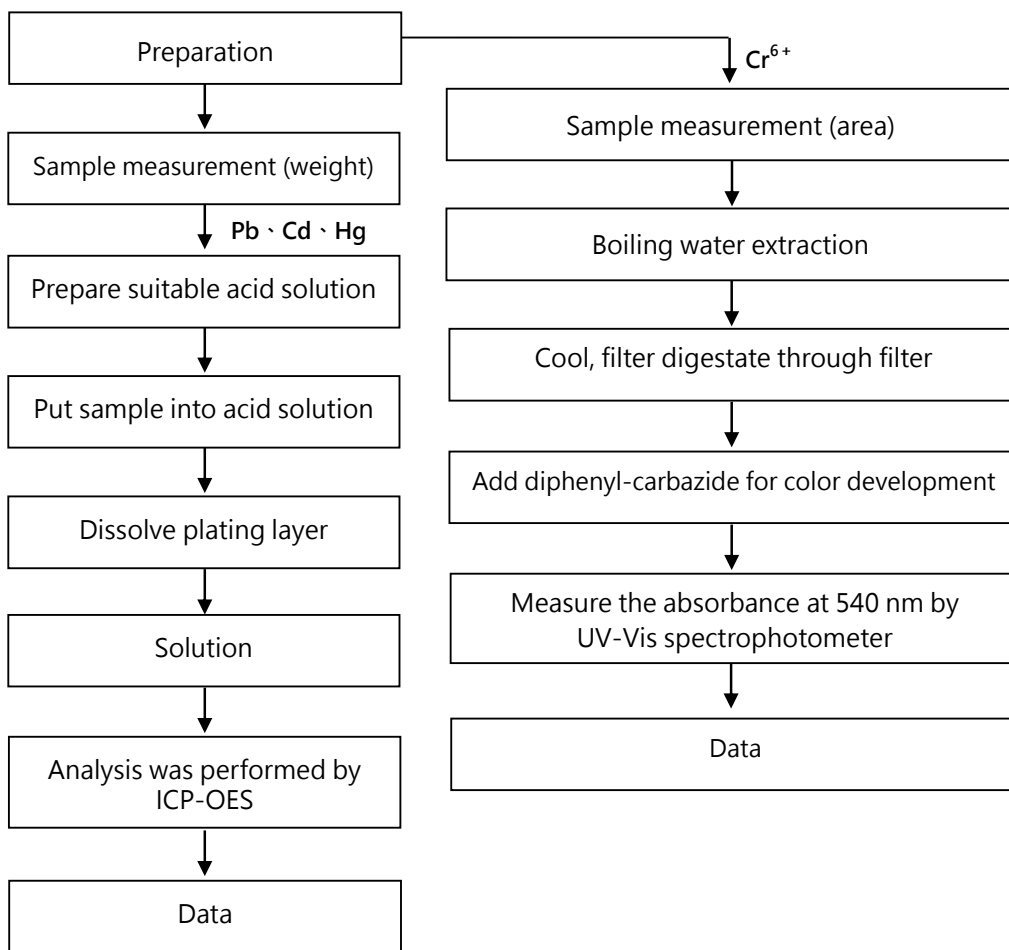 Preparation
Sample measurement (weight)
Pb、Cd、Hg
Prepare suitable acid solution
Put sample into acid solution
Dissolve plating layer
Solution
Analysis was performed by
ICP-OES
Data
Cr⁶⁺
Sample measurement (area)
Boiling water extraction
Cool, filter digestate through filter
Add diphenyl-carbazide for color development
Measure the absorbance at 540 nm by
UV-Vis spectrophotometer
Data